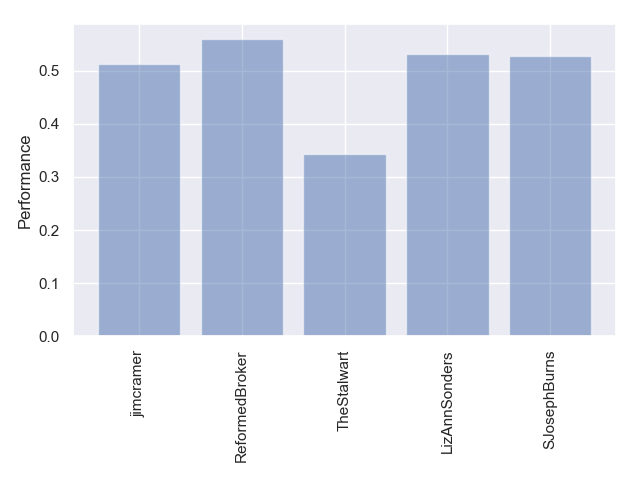 Performance
0.5
0.4
0.3
0.2
0.1
0.0
jimcramer
ReformedBroker
TheStalwart
LizAnnSonders
SJosephBurns